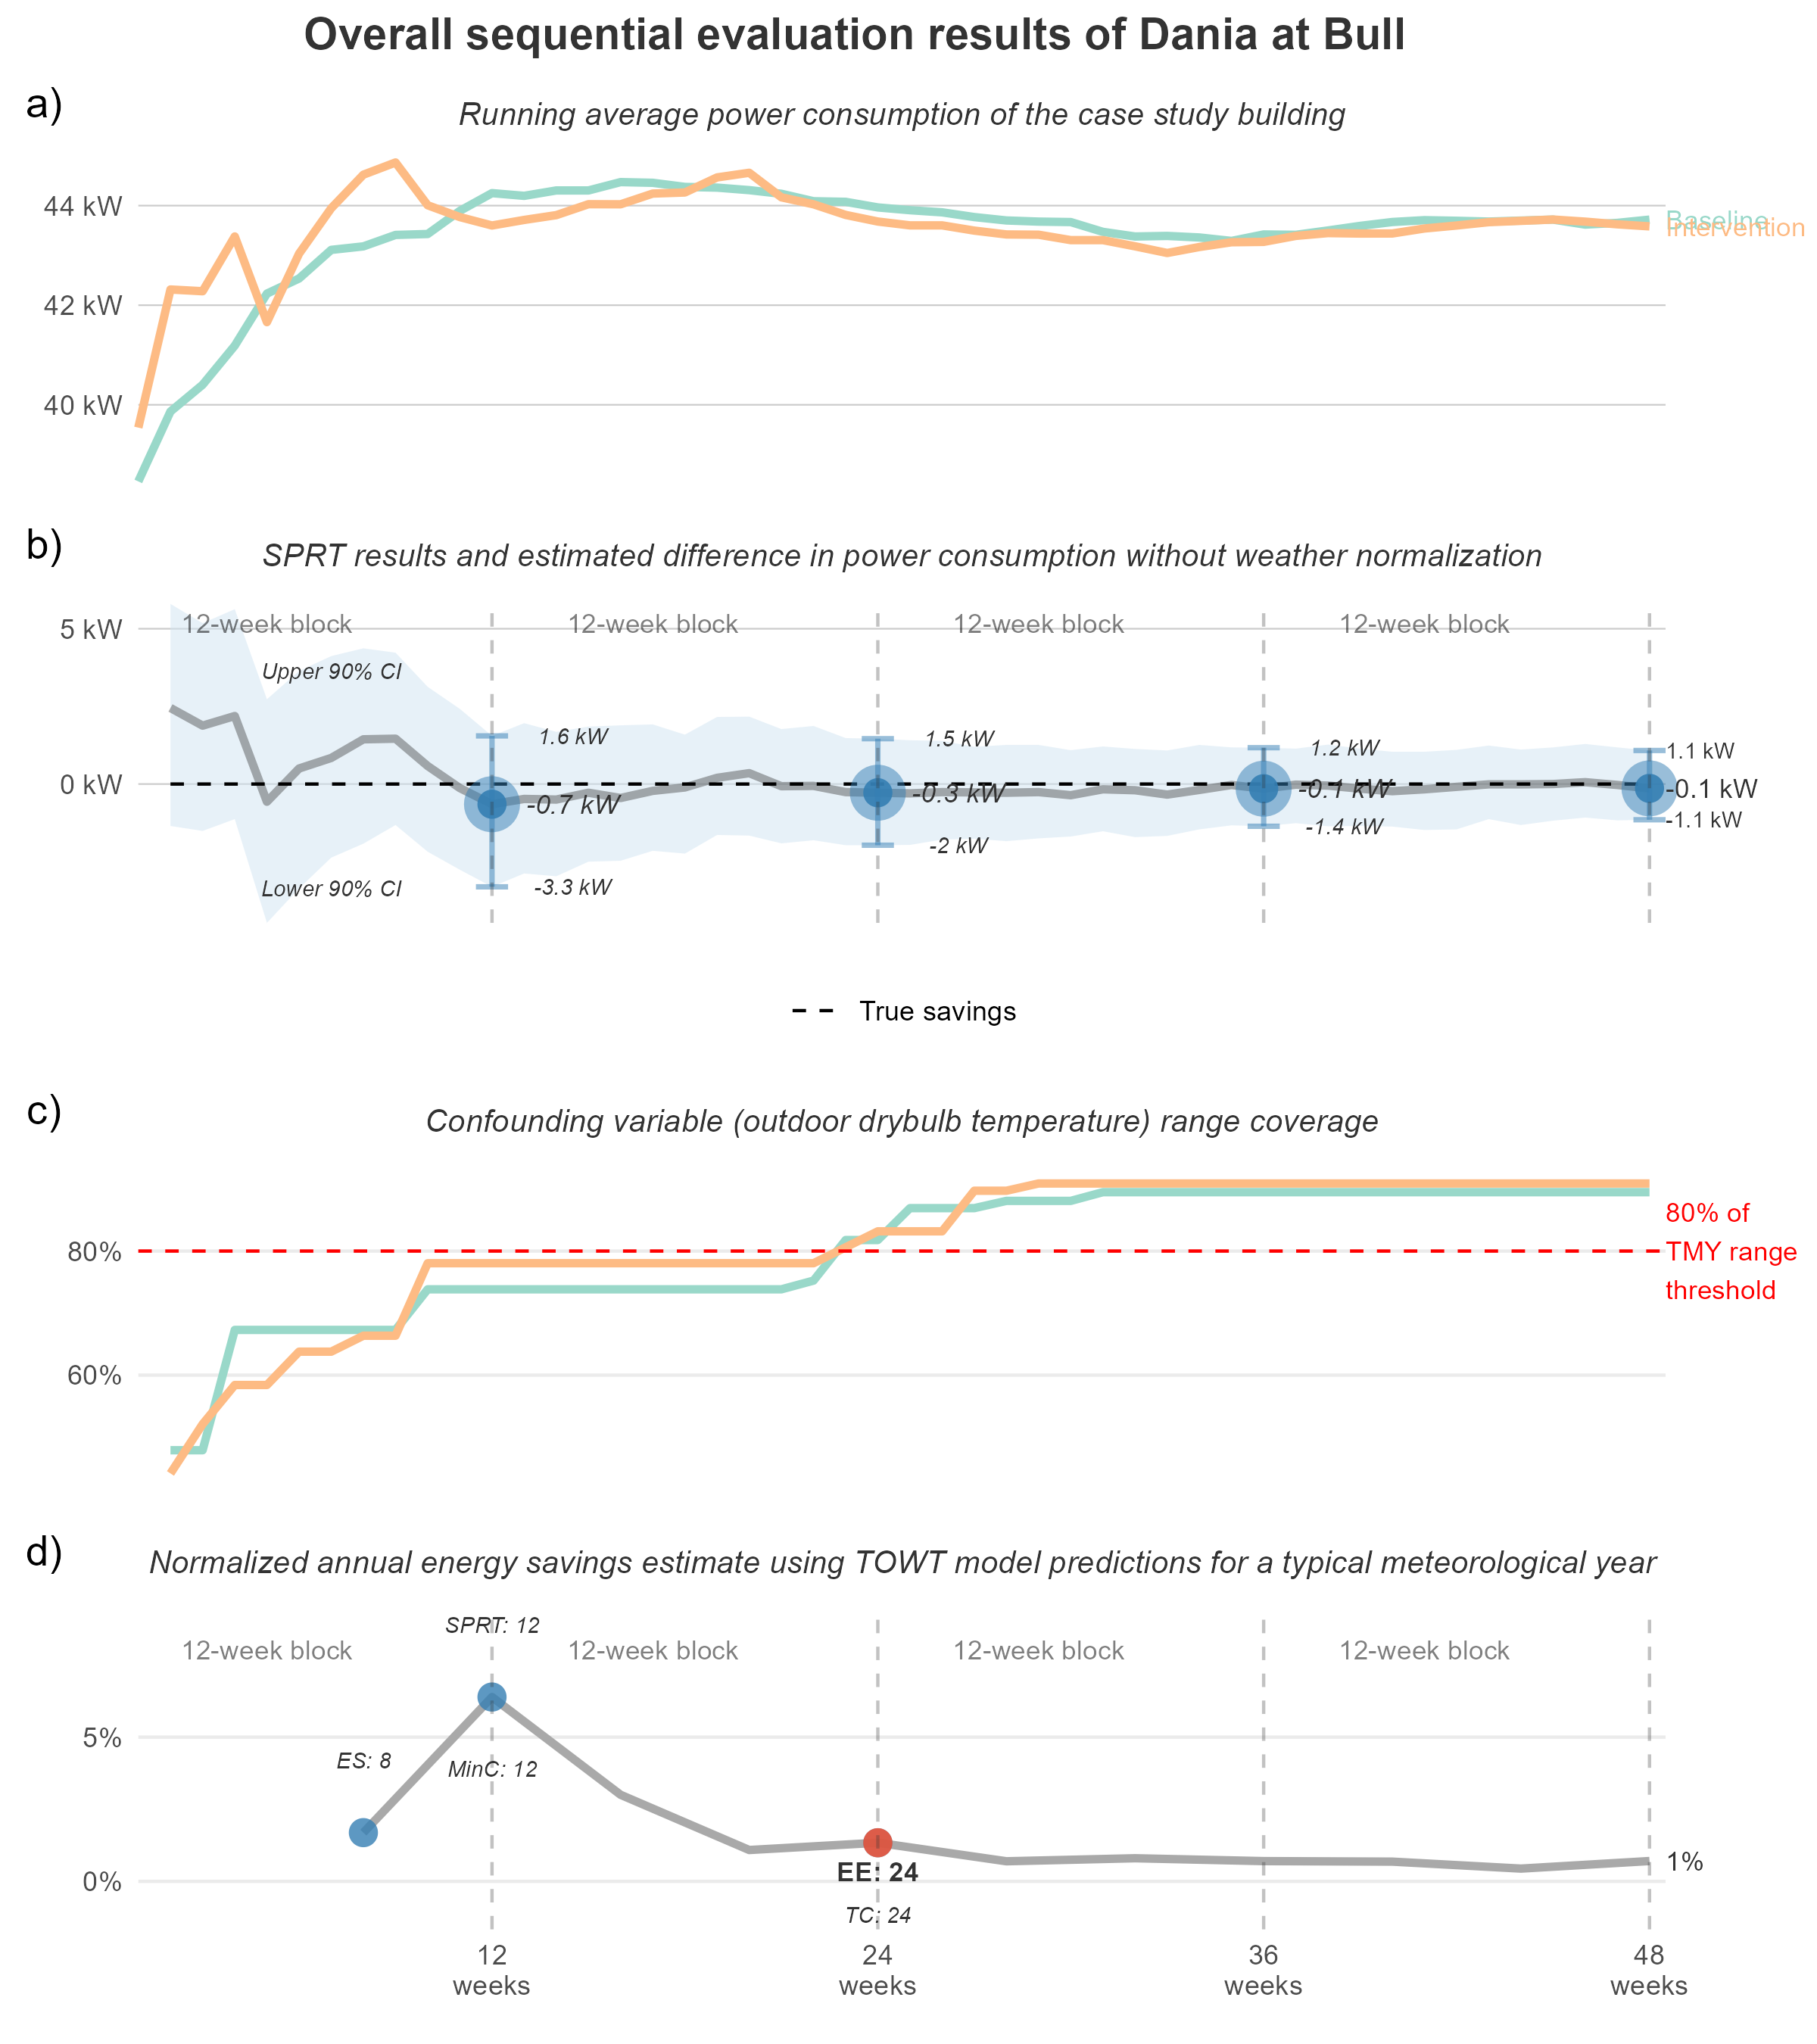 Overall sequential evaluation results of Dania at Bull
a)
Running average power consumption of the case study building
44 kW
42 kW
40 kW
Baseline
Intervention
b)
SPRT results and estimated difference in power consumption without weather normalization
12-week block
12-week block
12-week block
12-week block
5 kW
0 kW
Upper 90% CI
Lower 90% CI
1.6 kW
-0.7 kW
-3.3 kW
1.5 kW
-0.3 kW
-2 kW
1.2 kW
-0.1 kW
-1.4 kW
1.1 kW
-0.1 kW
-1.1 kW
True savings
c)
Confounding variable (outdoor drybulb temperature) range coverage
80%
60%
80% of
TMY range
threshold
d)
Normalized annual energy savings estimate using TOWT model predictions for a typical meteorological year
SPRT: 12
12-week block
12-week block
12-week block
12-week block
5%
0%
ES: 8
MinC: 12
EE: 24
TC: 24
1%
12
weeks
24
weeks
36
weeks
48
weeks